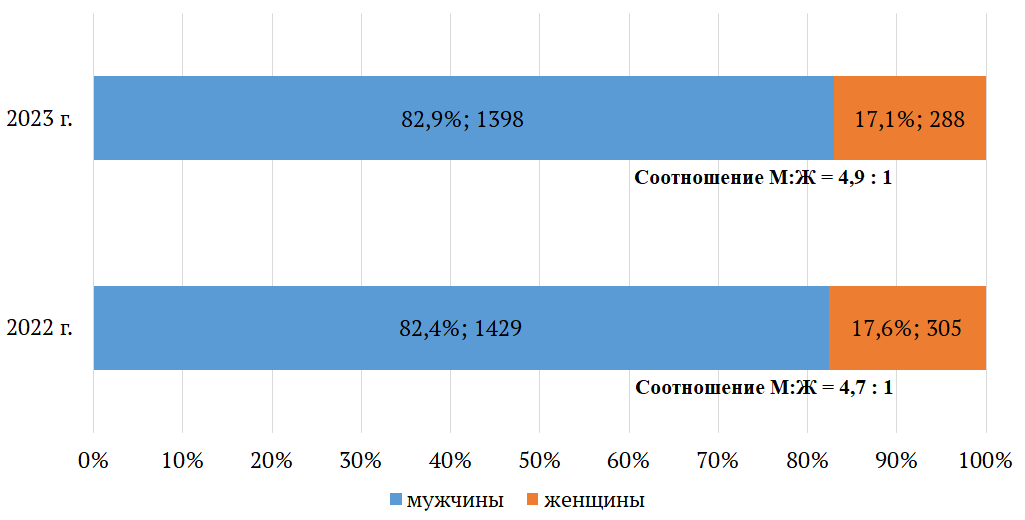 2023 г.
82,9%; 1398
17,1%; 288
Соотношение М:Ж = 4,9 : 1
2022 г.
82,4%; 1429
17,6%; 305
Соотношение М:Ж = 4,7 : 1
0% 10% 20% 30% 40% 50% 60% 70% 80% 90% 100%
мужчины женщины